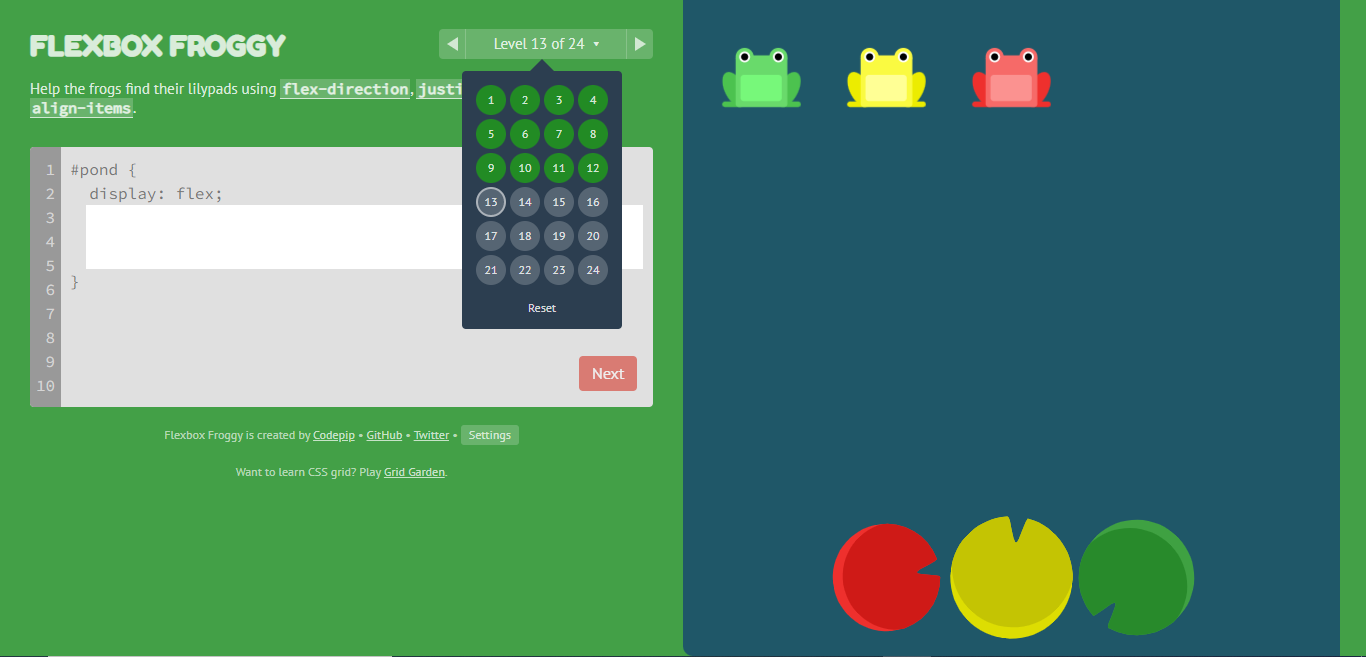 FLEXBOX FROGGY
Level 13 of 24
Help the frogs find their lilypads using flex-direction, justi
align-items.
1 2 3 4
5 6 7 8
9 10 11 12
13 14 15 16
17 18 19 20
21 22 23 24
Reset
1 #pond {
2 display: flex;
3
4
5
6 }
7
8
9
10
Next
Flexbox Froggy is created by Codepip • GitHub • Twitter • Settings
Want to learn CSS grid? Play Grid Garden.